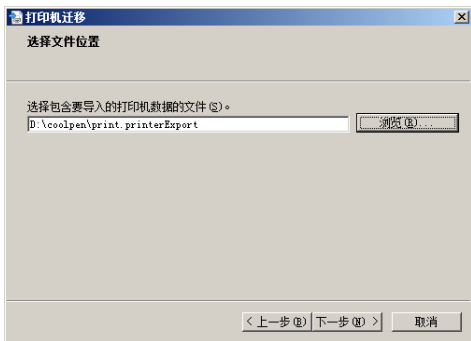 打印机迁移
选择文件位置
选择包含要导入的打印机数据的文件(S)。
D:\coolpen\print.printerExport
浏览(R)...
< 上一步(B) 下一步(N) > 取消